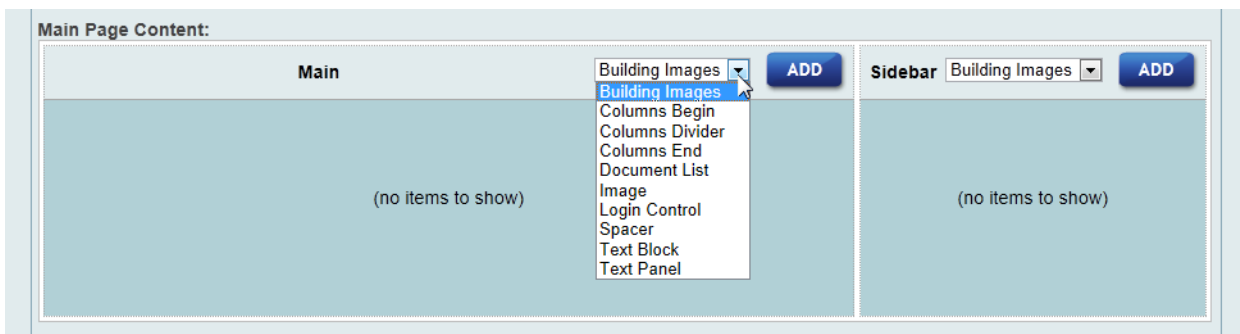 Main Page Content:
Main Building Images ADD Sidebar Building Images ADD
Building Images
Columns Begin
Columns Divider
Columns End
Document List
Image
Login Control
Spacer
Text Block
Text Panel
(no items to show) (no items to show)